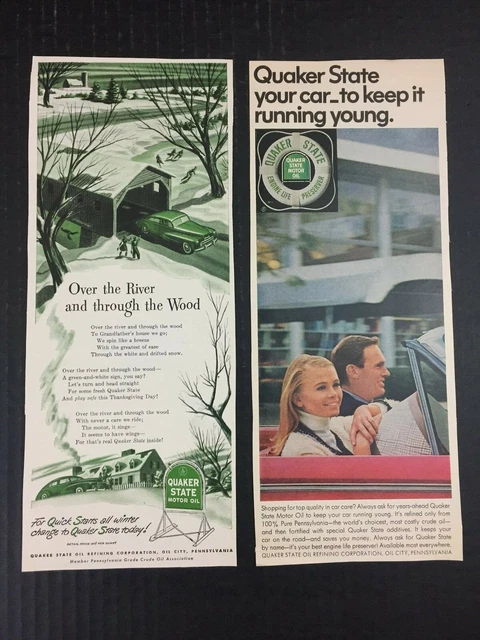 Over the River
and through the Wood
Over the river and through the wood
To Grandfather's house we go;
We spin like a breeze
With the greatest of ease
Through the white and drifted snow.
Over the river and through the wood—
A green-and-white sign, you say?
Let's turn and head straight
For some fresh Quaker State
And play safe this Thanksgiving Day?
Over the river and through the wood
With never a care we ride;
The motor, it sings—
It seems to have wings—
For that's real Quaker State inside!
QUAKER
STATE
MOTOR OIL
For Quick Starts all winter
change to Quaker State today!
QUAKER STATE OIL REFINING CORPORATION, OIL CITY, PENNSYLVANIA
Member Pennsylvania Grade Crude Oil Association
Quaker State
your car—to keep it
running young.
QUAKER STATE
QUAKER
STATE
MOTOR
OIL
ENGINE LIFE PRESERVER
Shopping for top quality in car care? Always ask for years-ahead Quaker
State Motor Oil to keep your car running young. It's refined only from
100% Pure Pennsylvania—the world's choicest, most costly crude oil—
and then fortified with special Quaker State additives. It keeps your
car on the road—and saves you money. Always ask for Quaker State
by name—it's your best engine life preserver! Available most everywhere.
QUAKER STATE OIL REFINING CORPORATION, OIL CITY, PENNSYLVANIA